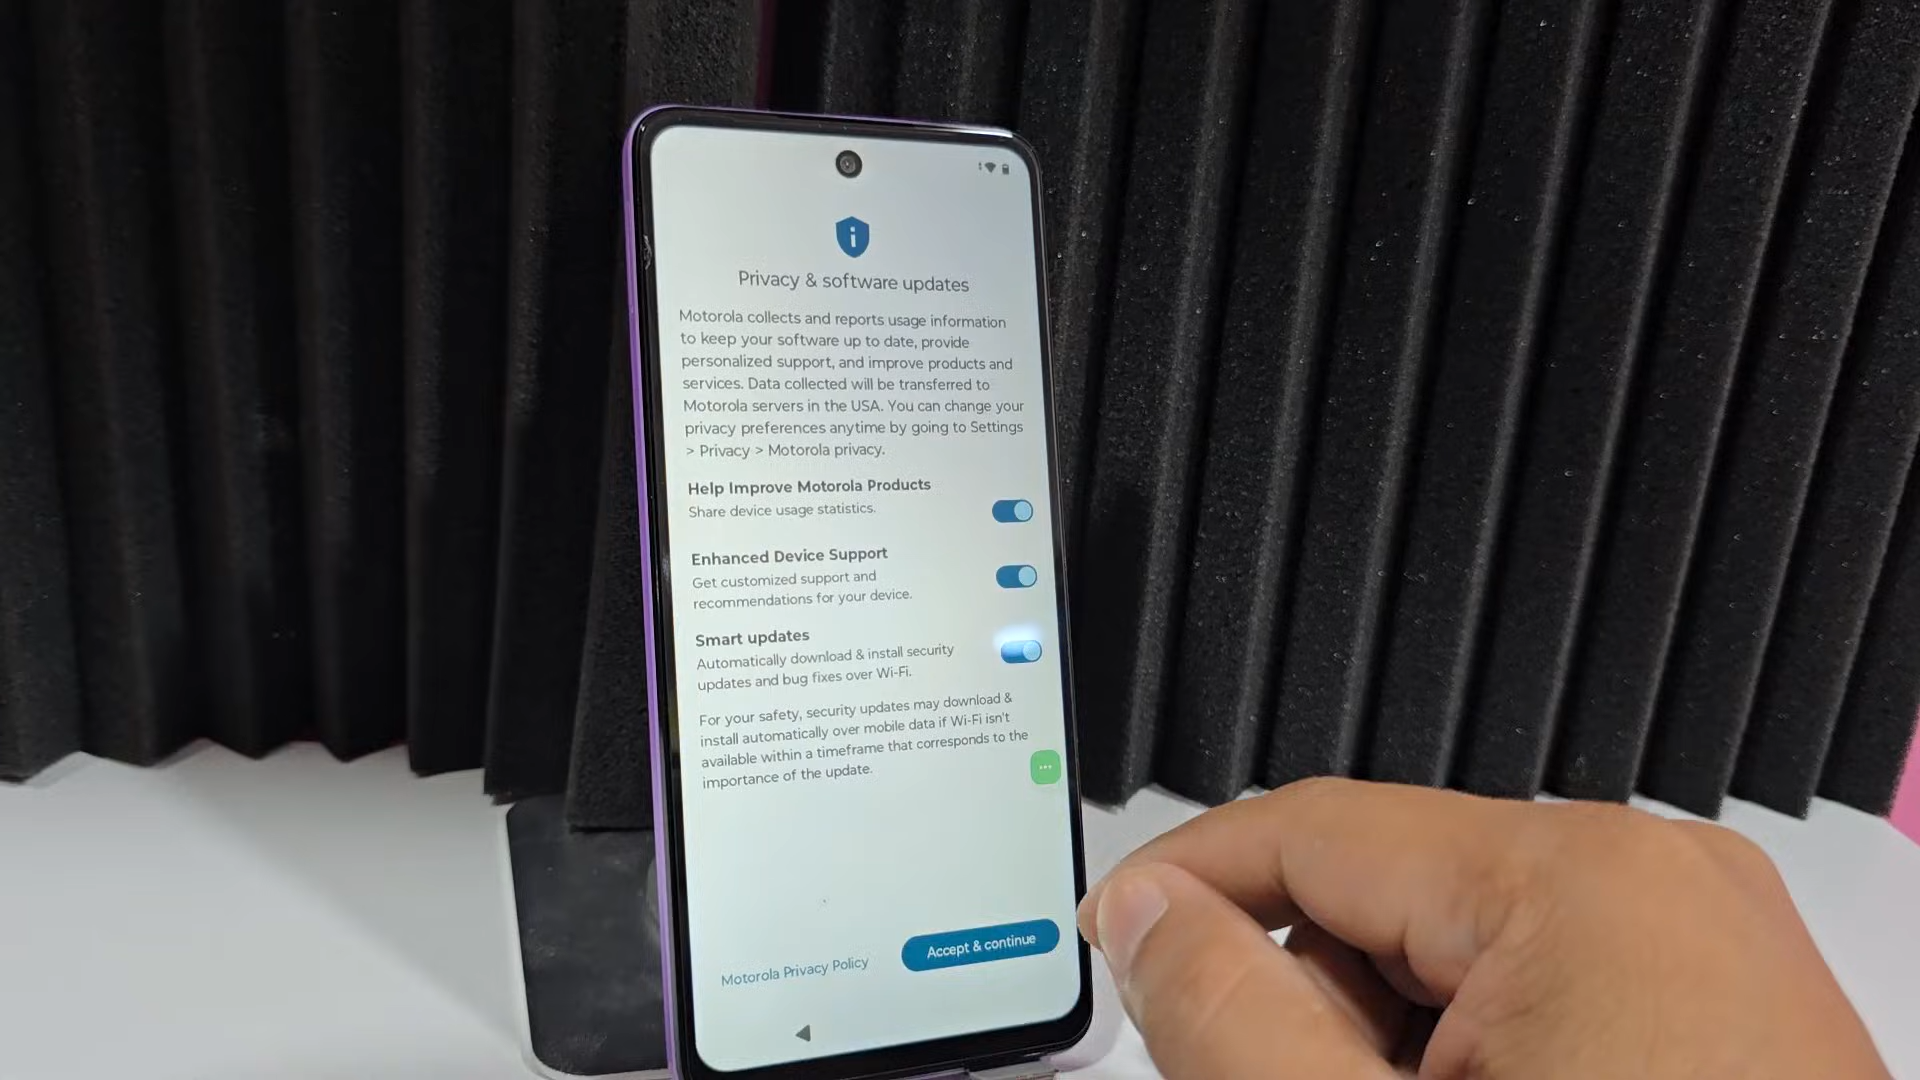 Privacy & software updates
Motorola collects and reports usage information
to keep your software up to date, provide
personalized support, and improve products and
services. Data collected will be transferred to
Motorola servers in the USA. You can change your
privacy preferences anytime by going to Settings
> Privacy > Motorola privacy.
Help Improve Motorola Products
Share device usage statistics.
Enhanced Device Support
Get customized support and
recommendations for your device.
Smart updates
Automatically download & install security
updates and bug fixes over Wi-Fi.
For your safety, security updates may download &
install automatically over mobile data if Wi-Fi isn't
available within a timeframe that corresponds to the
importance of the update.
Accept & continue
Motorola Privacy Policy